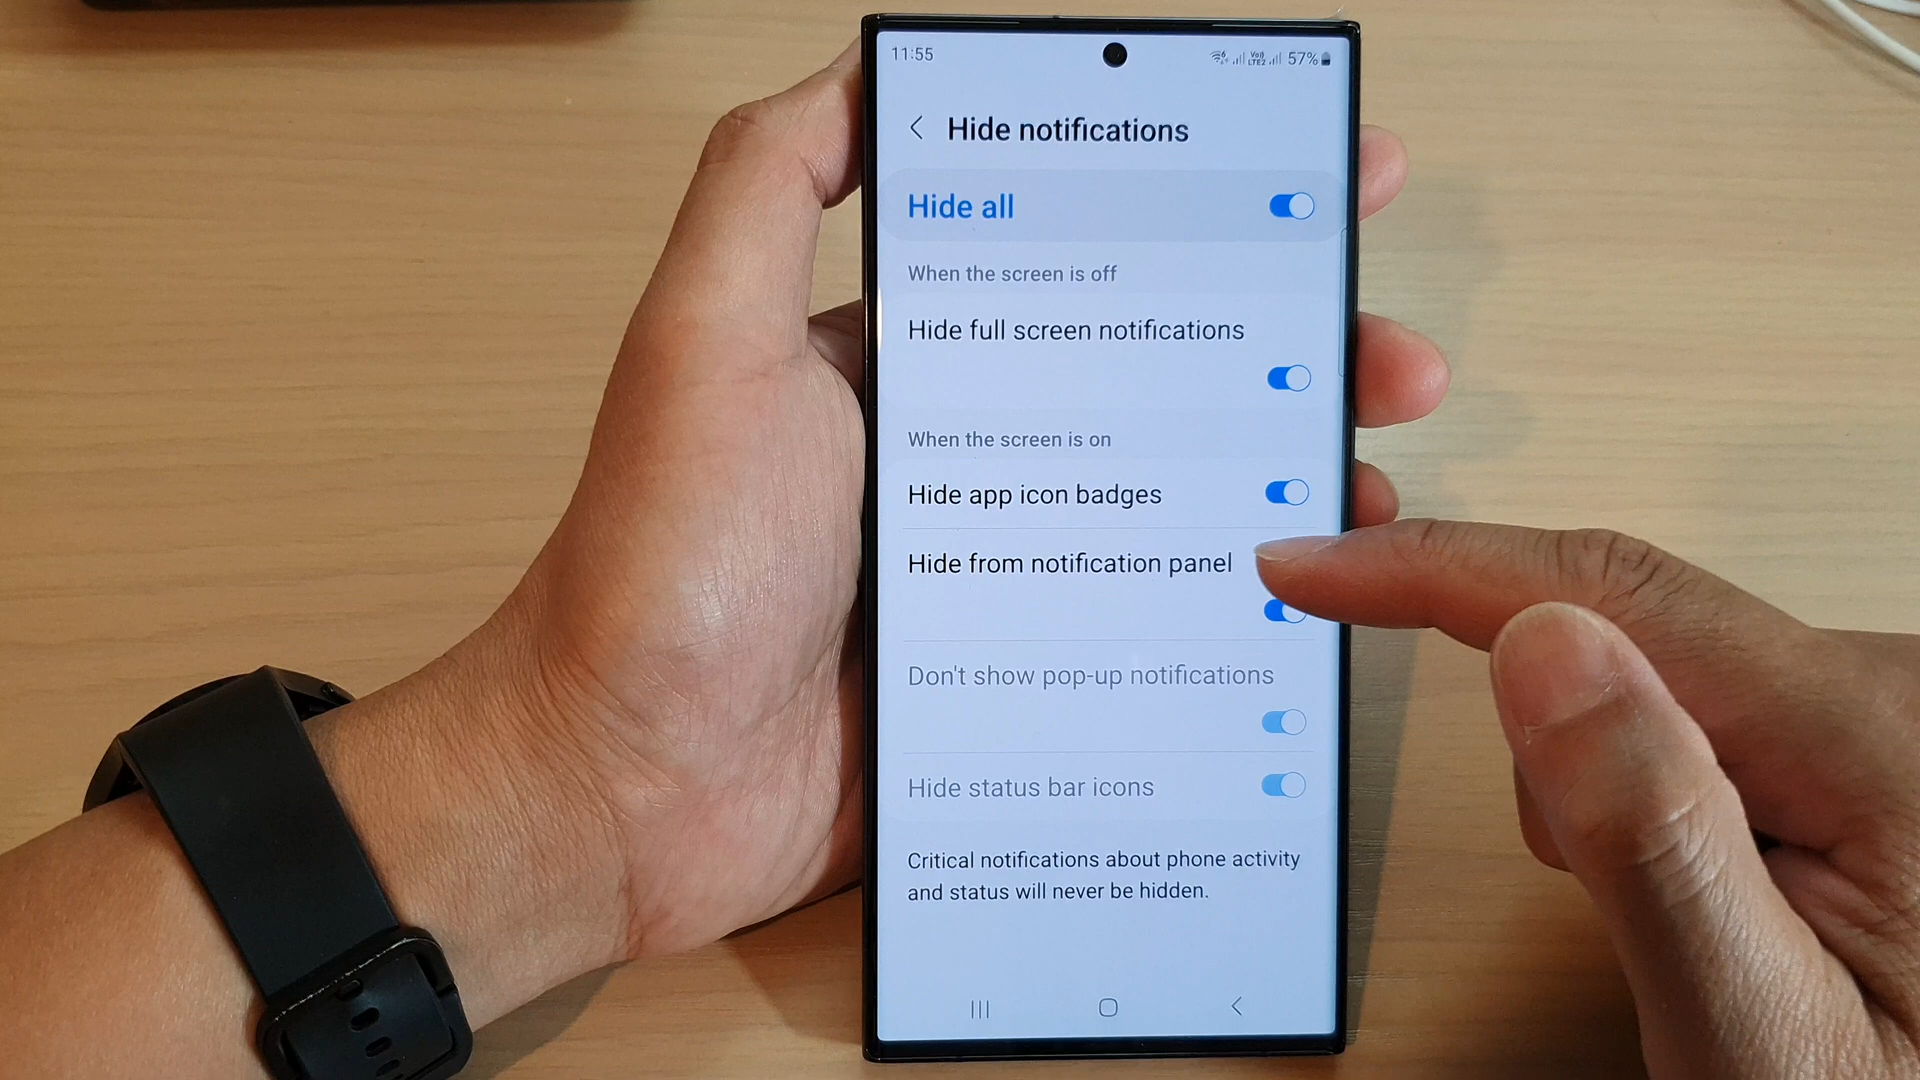 11:55
Vo))
LTE2
57%
Hide notifications
Hide all
When the screen is off
Hide full screen notifications
When the screen is on
Hide app icon badges
Hide from notification panel
Don't show pop-up notifications
Hide status bar icons
Critical notifications about phone activity
and status will never be hidden.